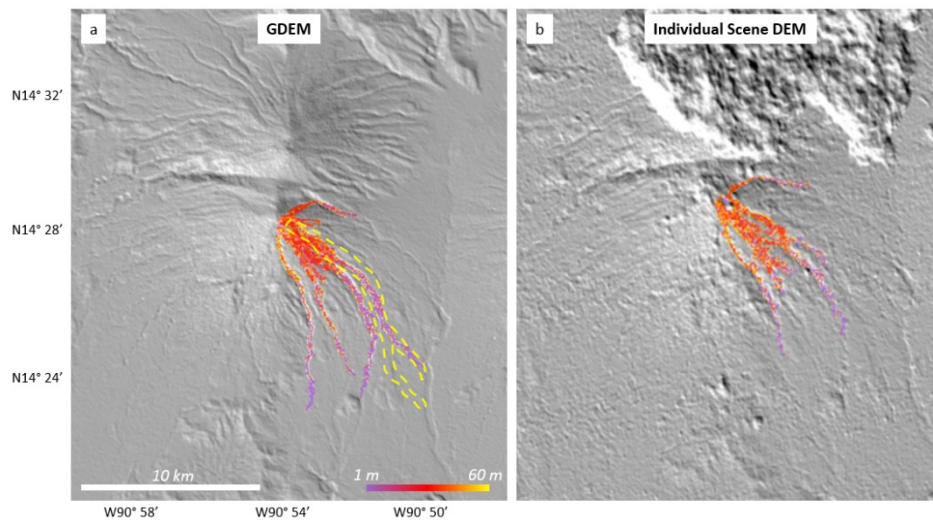 a
GDEM
b
Individual Scene DEM
N14° 32′
N14° 28′
N14° 24′
10 km
1 m
60 m
W90° 58′
W90° 54′
W90° 50′